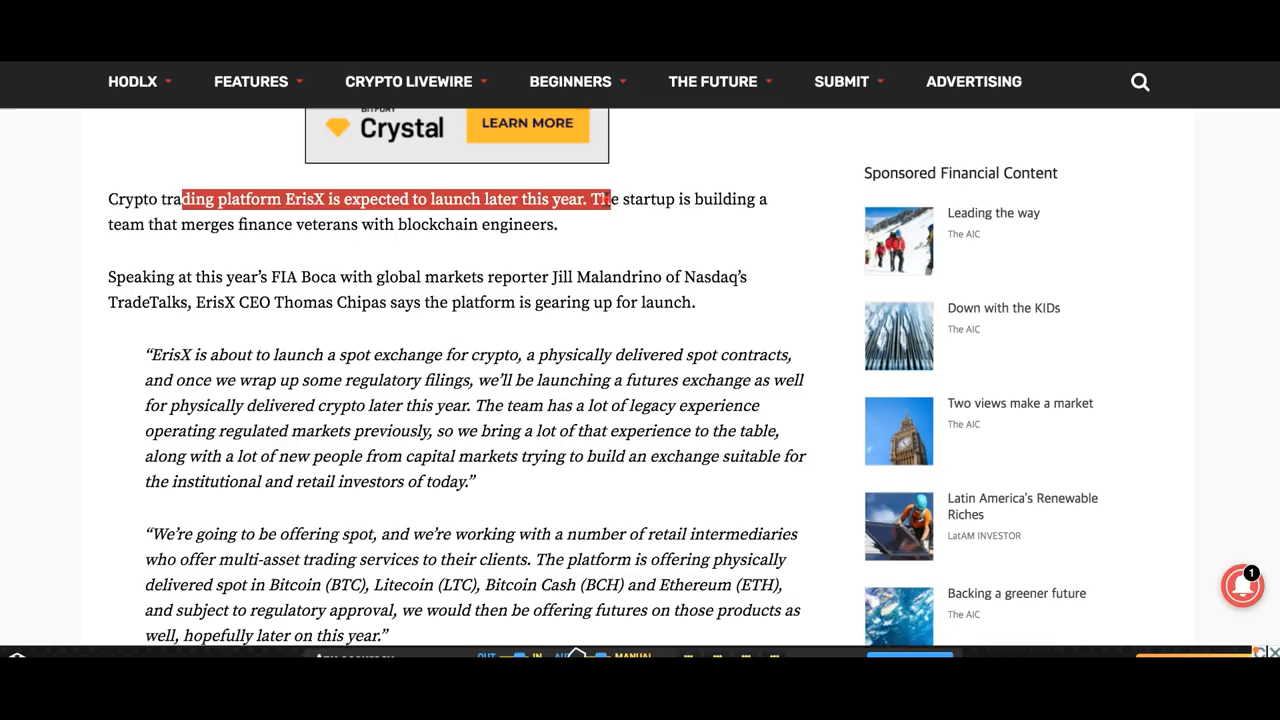 HODLX FEATURES CRYPTO LIVEWIRE BEGINNERS THE FUTURE SUBMIT ADVERTISING
Crystal LEARN MORE
Crypto trading platform ErisX is expected to launch later this year. The startup is building a
team that merges finance veterans with blockchain engineers.
Speaking at this year’s FIA Boca with global markets reporter Jill Malandrino of Nasdaq’s
TradeTalks, ErisX CEO Thomas Chipas says the platform is gearing up for launch.
“ErisX is about to launch a spot exchange for crypto, a physically delivered spot contracts,
and once we wrap up some regulatory filings, we’ll be launching a futures exchange as well
for physically delivered crypto later this year. The team has a lot of legacy experience
operating regulated markets previously, so we bring a lot of that experience to the table,
along with a lot of new people from capital markets trying to build an exchange suitable for
the institutional and retail investors of today.”
“We’re going to be offering spot, and we’re working with a number of retail intermediaries
who offer multi-asset trading services to their clients. The platform is offering physically
delivered spot in Bitcoin (BTC), Litecoin (LTC), Bitcoin Cash (BCH) and Ethereum (ETH),
and subject to regulatory approval, we would then be offering futures on those products as
well, hopefully later on this year.”
Sponsored Financial Content
Leading the way
The AIC
Down with the KIDs
The AIC
Two views make a market
The AIC
Latin America's Renewable
Riches
LatAM INVESTOR
Backing a greener future
The AIC
1
OUT IN MANUAL